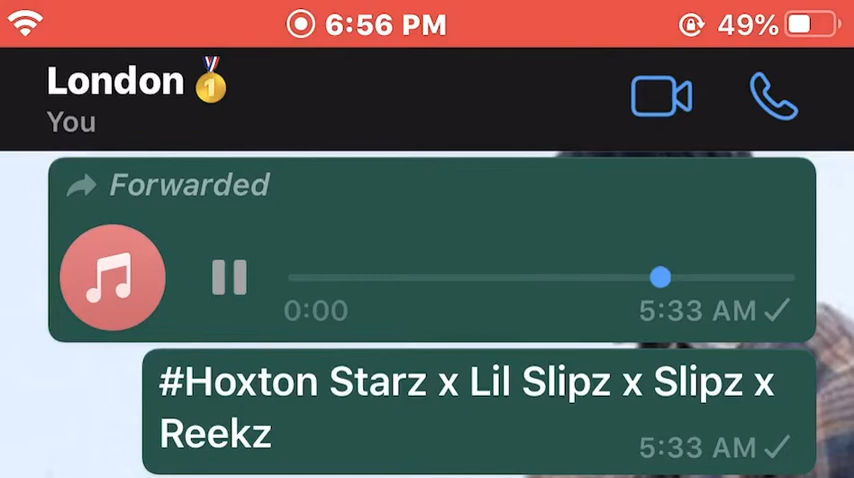 6:56 PM
49%
London 🥇
You
Forwarded
0:00
5:33 AM
#Hoxton Starz x Lil Slipz x Slipz x
Reekz
5:33 AM